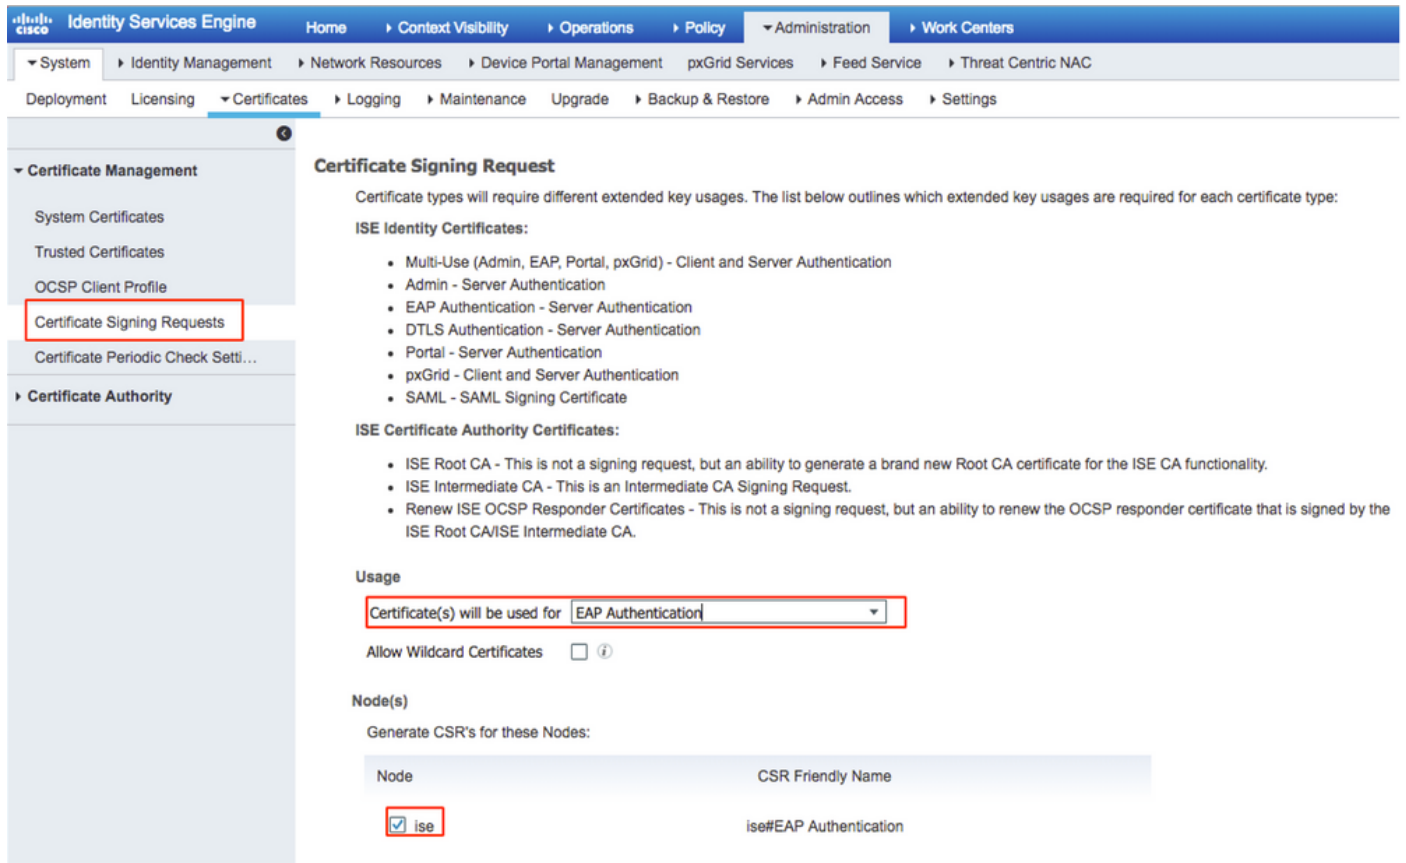 cisco Identity Services Engine Home Context Visibility Operations Policy Administration Work Centers
System Identity Management Network Resources Device Portal Management pxGrid Services Feed Service Threat Centric NAC
Deployment Licensing Certificates Logging Maintenance Upgrade Backup & Restore Admin Access Settings
Certificate Management
System Certificates
Trusted Certificates
OCSP Client Profile
Certificate Signing Requests
Certificate Periodic Check Setti...
Certificate Authority
Certificate Signing Request
Certificate types will require different extended key usages. The list below outlines which extended key usages are required for each certificate type:
ISE Identity Certificates:
• Multi-Use (Admin, EAP, Portal, pxGrid) - Client and Server Authentication
• Admin - Server Authentication
• EAP Authentication - Server Authentication
• DTLS Authentication - Server Authentication
• Portal - Server Authentication
• pxGrid - Client and Server Authentication
• SAML - SAML Signing Certificate
ISE Certificate Authority Certificates:
• ISE Root CA - This is not a signing request, but an ability to generate a brand new Root CA certificate for the ISE CA functionality.
• ISE Intermediate CA - This is an Intermediate CA Signing Request.
• Renew ISE OCSP Responder Certificates - This is not a signing request, but an ability to renew the OCSP responder certificate that is signed by the
ISE Root CA/ISE Intermediate CA.
Usage
Certificate(s) will be used for EAP Authentication
Allow Wildcard Certificates
Node(s)
Generate CSR's for these Nodes:
Node CSR Friendly Name
ise ise#EAP Authentication